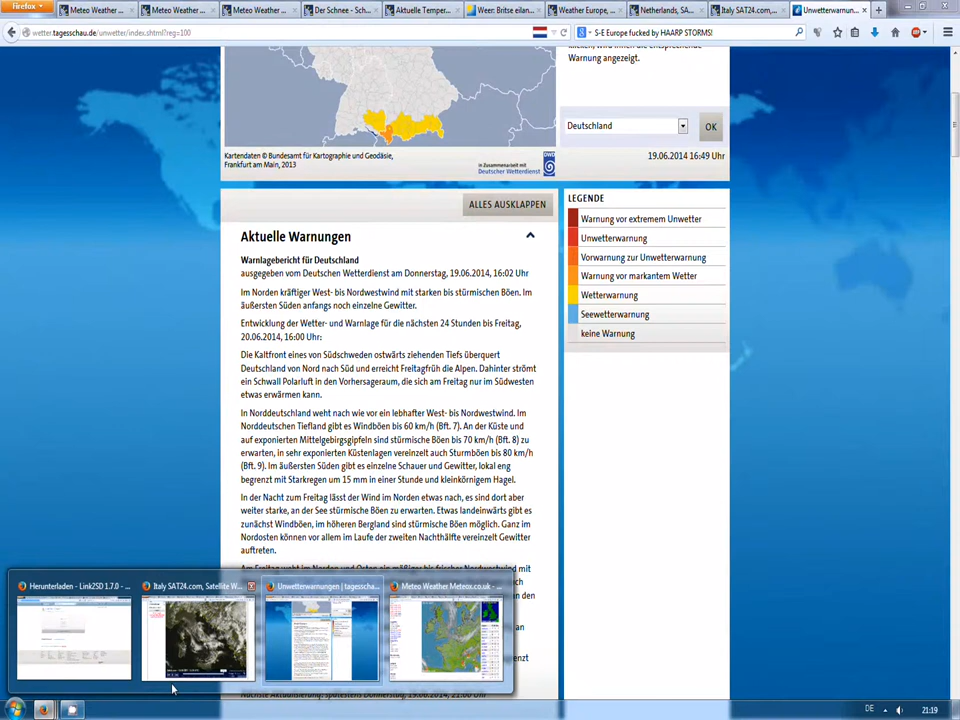 Firefox
Meteo Weather ...
Meteo Weather ...
Meteo Weather ...
Der Schnee - Sch...
Aktuelle Temper...
Weer: Britse eilan...
Weather Europe, ...
Netherlands, SA...
Italy SAT24.com,...
Unwetterwarnun...
wetter.tagesschau.de/unwetter/index.shtml?reg=100
S-E Europe fucked by HAARP STORMS!
Warnung angezeigt.
Deutschland
OK
Kartendaten © Bundesamt für Kartographie und Geodäsie,
Frankfurt am Main, 2013
in Zusammenarbeit mit
Deutscher Wetterdienst
DWD
19.06.2014 16:49 Uhr
ALLES AUSKLAPPEN
LEGENDE
Warnung vor extremem Unwetter
Unwetterwarnung
Vorwarnung zur Unwetterwarnung
Warnung vor markantem Wetter
Wetterwarnung
Seewetterwarnung
keine Warnung
Aktuelle Warnungen
Warnlagebericht für Deutschland
ausgegeben vom Deutschen Wetterdienst am Donnerstag, 19.06.2014, 16:02 Uhr
Im Norden kräftiger West- bis Nordwestwind mit starken bis stürmischen Böen. Im
äußersten Süden anfangs noch einzelne Gewitter.
Entwicklung der Wetter- und Warnlage für die nächsten 24 Stunden bis Freitag,
20.06.2014, 16:00 Uhr:
Die Kaltfront eines von Südschweden ostwärts ziehenden Tiefs überquert
Deutschland von Nord nach Süd und erreicht Freitagfrüh die Alpen. Dahinter strömt
ein Schwall Polarluft in den Vorhersageraum, die sich am Freitag nur im Südwesten
etwas erwärmen kann.
In Norddeutschland weht nach wie vor ein lebhafter West- bis Nordwestwind. Im
Norddeutschen Tiefland gibt es Windböen bis 60 km/h (Bft. 7). An der Küste und
auf exponierten Mittelgebirgsgipfeln sind stürmische Böen bis 70 km/h (Bft. 8) zu
erwarten, in sehr exponierten Küstenlagen vereinzelt auch Sturmböen bis 80 km/h
(Bft. 9). Im äußersten Süden gibt es einzelne Schauer und Gewitter, lokal eng
begrenzt mit Starkregen um 15 mm in einer Stunde und kleinkörnigem Hagel.
In der Nacht zum Freitag lässt der Wind im Norden etwas nach, es sind dort aber
weiter starke, an der See stürmische Böen zu erwarten. Etwas landeinwärts gibt es
zunächst Windböen, im höheren Bergland sind stürmische Böen möglich. Ganz im
Nordosten können vor allem im Laufe der zweiten Nachthälfte vereinzelt Gewitter
auftreten.
Herunterladen - Link2SD 1.7.0 - ...
Italy SAT24.com, Satellite W...
Unwetterwarnungen | tagesscha...
Meteo Weather Meteox.co.uk - ...
DE
21:19